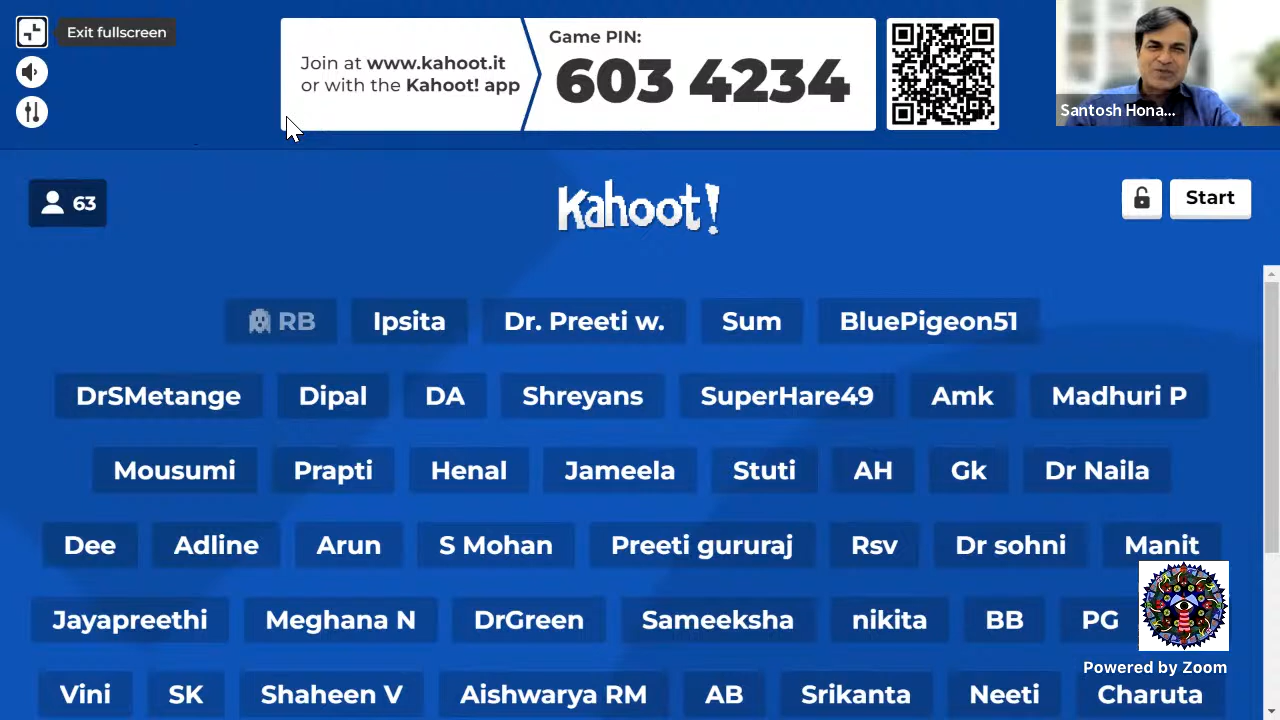 Exit fullscreen
Join at www.kahoot.it
or with the Kahoot! app
Game PIN:
603 4234
Santosh Hona...
63
Kahoot!
Start
RB Ipsita Dr. Preeti w. Sum BluePigeon51
DrSMetange Dipal DA Shreyans SuperHare49 Amk Madhuri P
Mousumi Prapti Henal Jameela Stuti AH Gk Dr Naila
Dee Adline Arun S Mohan Preeti gururaj Rsv Dr sohni Manit
Jayapreethi Meghana N DrGreen Sameeksha nikita BB PG
Powered by Zoom
Vini SK Shaheen V Aishwarya RM AB Srikanta Neeti Charuta